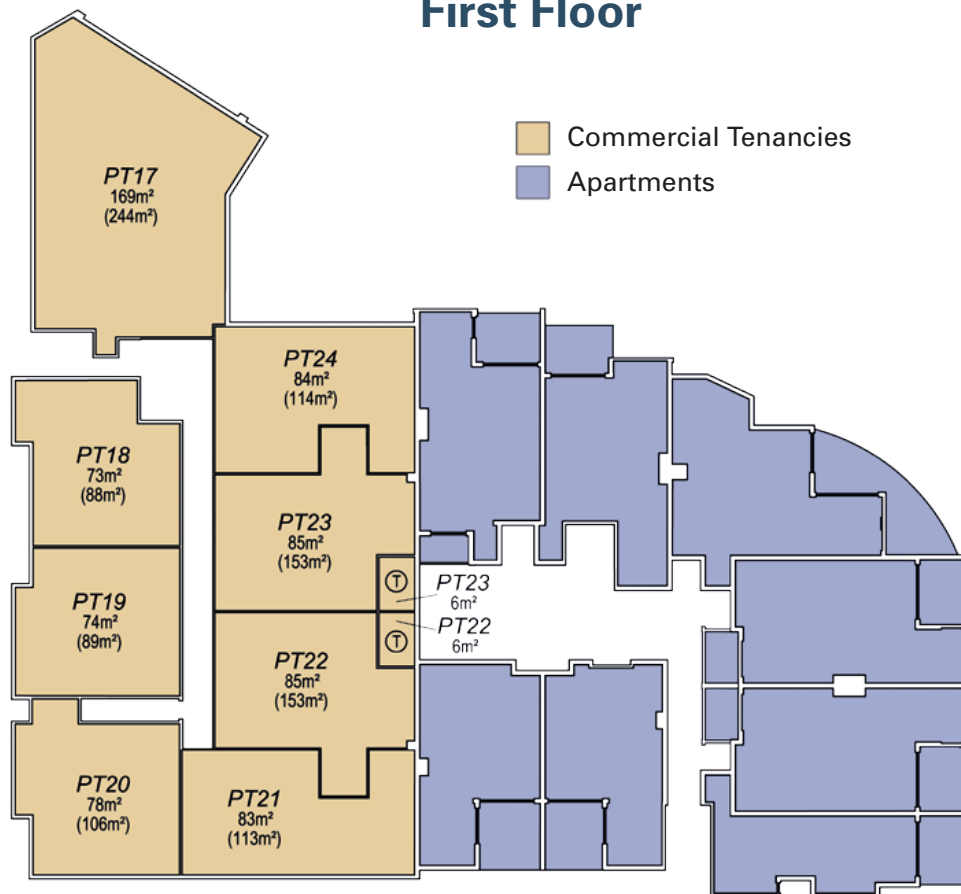 First Floor
Commercial Tenancies
Apartments
PT17
169m²
(244m²)
PT24
84m²
(114m²)
PT18
73m²
(88m²)
PT23
85m²
(153m²)
T
PT23
6m²
PT19
74m²
(89m²)
PT22
6m²
T
PT22
85m²
(153m²)
PT20
78m²
(106m²)
PT21
83m²
(113m²)